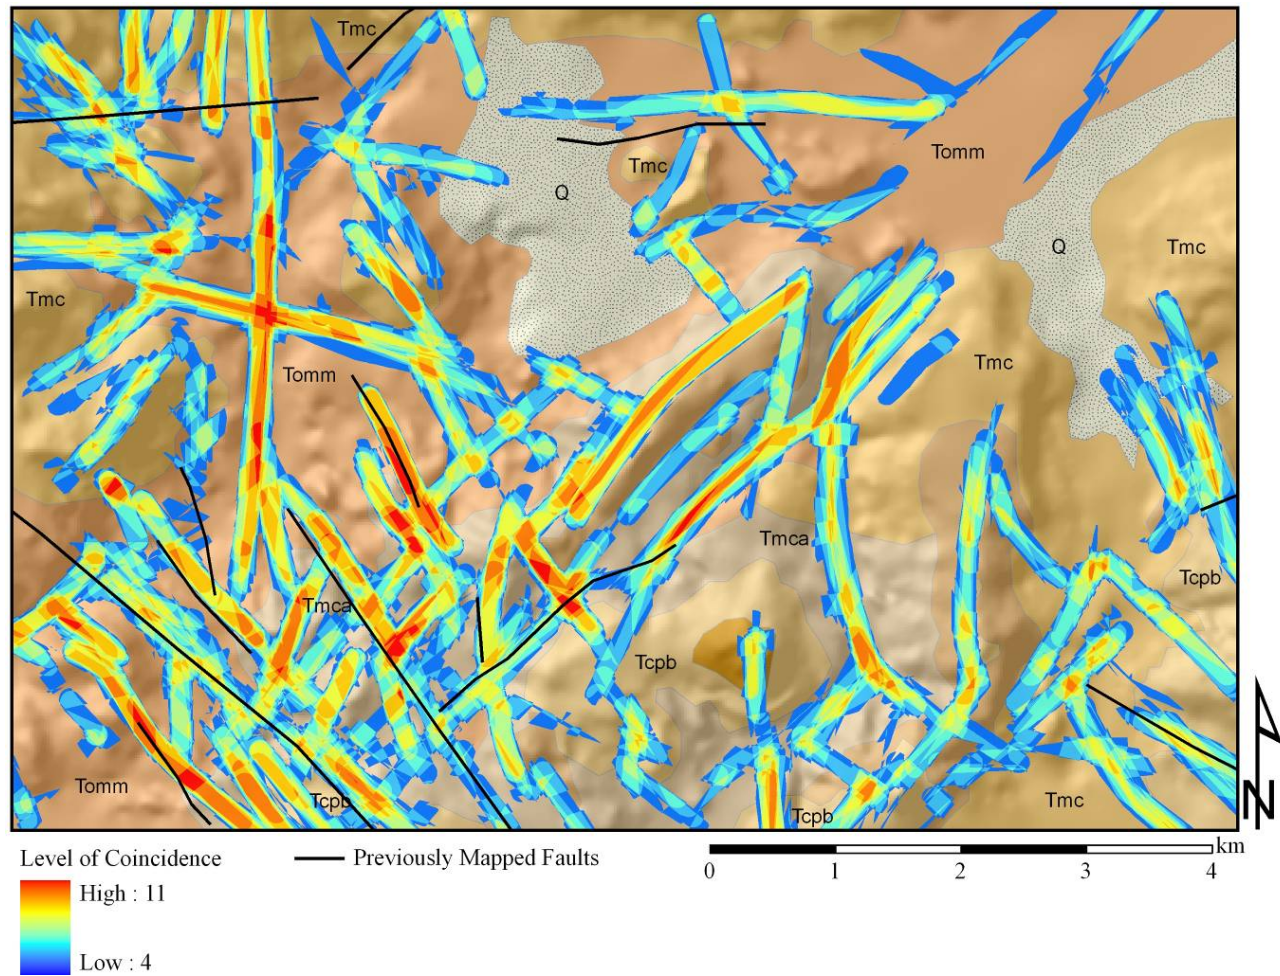 Tmc
Tmc
Tomm
Q
Q
Tmc
Tmc
Tomm
Tmc
Tmca
Tcpb
Tmca
Tcpb
Tomm
Tcpb
Tcpb
Tmc
Level of Coincidence
Previously Mapped Faults
km
High : 11
0 1 2 3 4
Low : 4
N